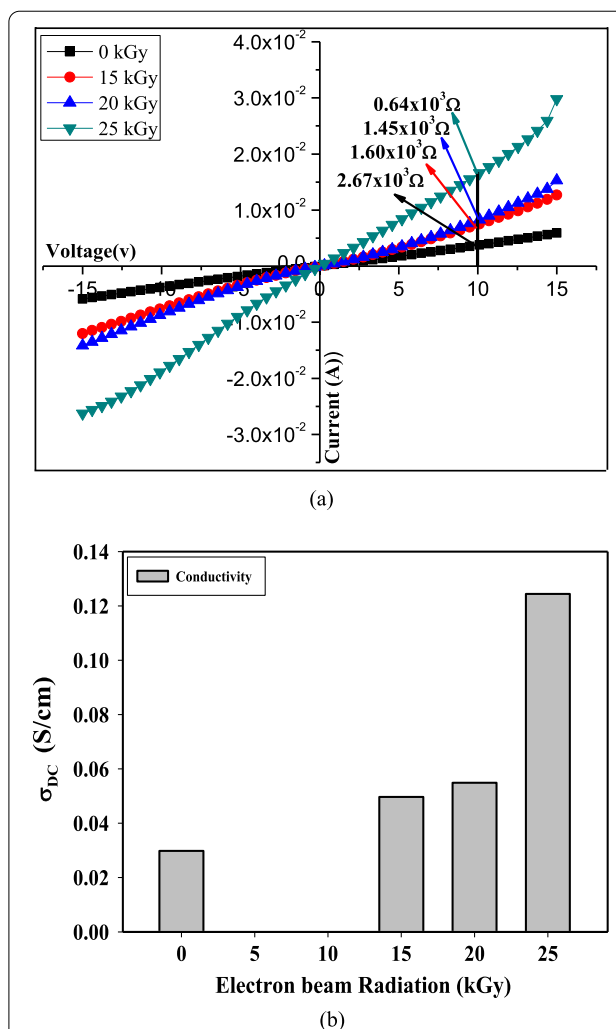 4.0x10⁻²
0 kGy
15 kGy
20 kGy
25 kGy
3.0x10⁻²
0.64x10³Ω
2.0x10⁻²
1.45x10³Ω
1.60x10³Ω
2.67x10³Ω
1.0x10⁻²
Voltage(v)
0.0
-15 -10 -5 0 5 10 15
-1.0x10⁻²
-2.0x10⁻²
-3.0x10⁻²
Current (A))
(a)
0.14
Conductivity
0.12
0.10
0.08
0.06
0.04
0.02
0.00
σDC (S/cm)
0 5 10 15 20 25
Electron beam Radiation (kGy)
(b)